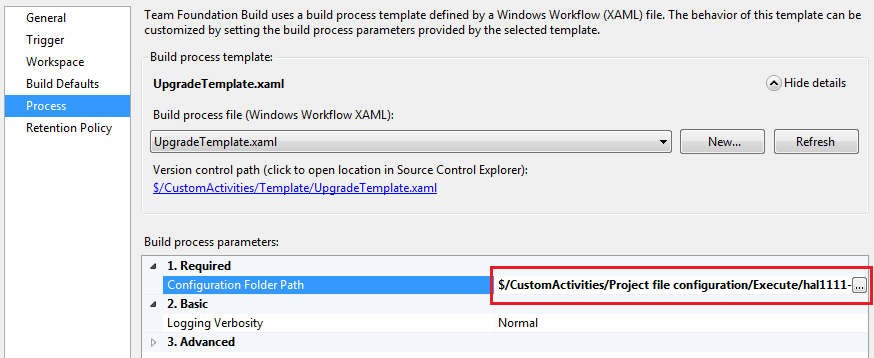 General
Trigger
Workspace
Build Defaults
Process
Retention Policy
Team Foundation Build uses a build process template defined by a Windows Workflow (XAML) file. The behavior of this template can be
customized by setting the build process parameters provided by the selected template.
Build process template:
UpgradeTemplate.xaml
Hide details
Build process file (Windows Workflow XAML):
UpgradeTemplate.xaml
New...
Refresh
Version control path (click to open location in Source Control Explorer):
$/CustomActivities/Template/UpgradeTemplate.xaml
Build process parameters:
1. Required
Configuration Folder Path $/CustomActivities/Project file configuration/Execute/hal1111- ...
2. Basic
Logging Verbosity Normal
3. Advanced